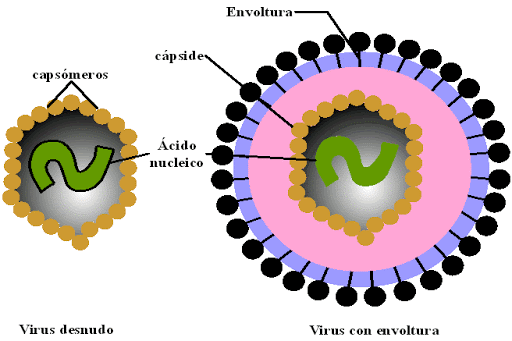 Envoltura
cápside
capsómeros
Ácido
nucleico
Virus desnudo
Virus con envoltura